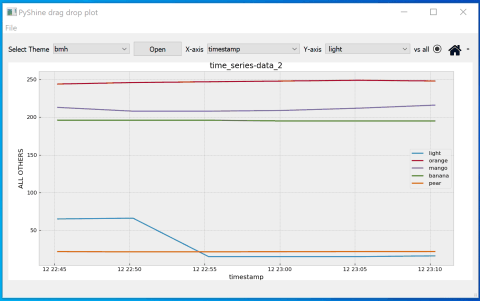 PyShine drag drop plot
File
Select Theme bmh Open X-axis timestamp Y-axis light vs all
time_series-data_2
250
200
150
100
50
ALL OTHERS
light
orange
mango
banana
pear
12 22:45 12 22:50 12 22:55 12 23:00 12 23:05 12 23:10
timestamp